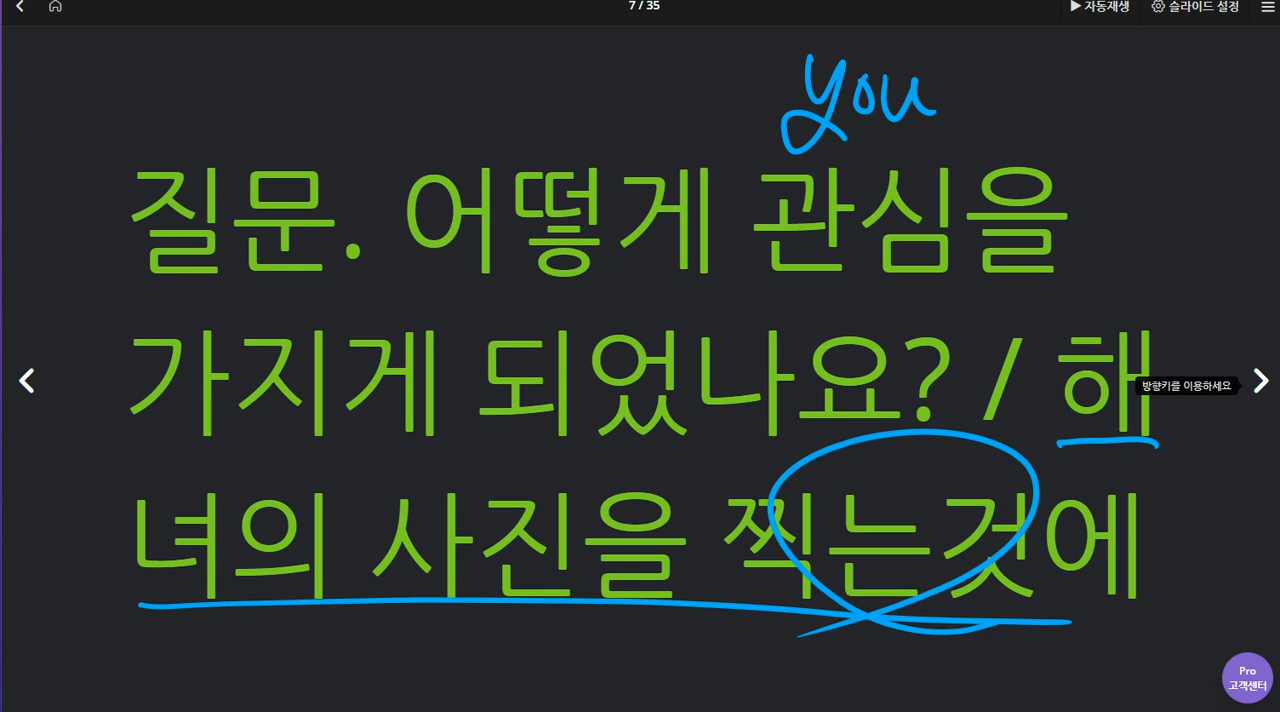 7 / 35
▶ 자동재생
슬라이드 설정
you
질문. 어떻게 관심을
가지게 되었나요? / 해
방향키를 이용하세요
녀의 사진을 찍는것에
Pro
고객센터